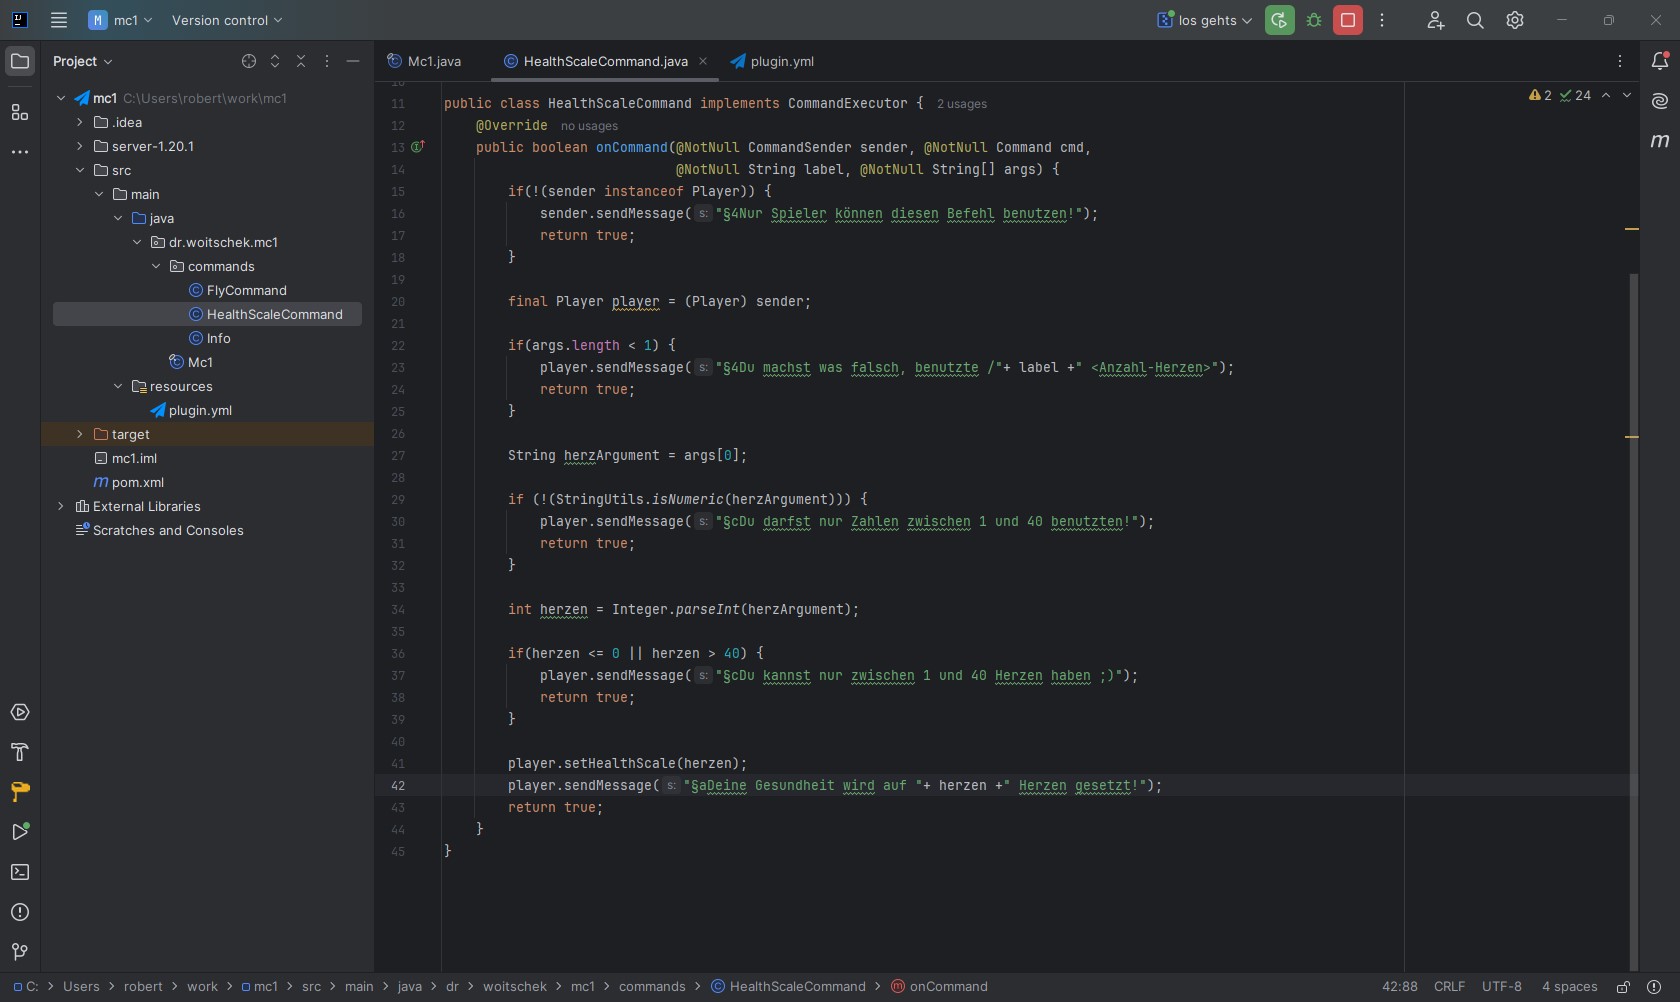 M mc1
Version control
los gehts
Project
Mc1.java
HealthScaleCommand.java
plugin.yml
mc1 C:\Users\robert\work\mc1
.idea
server-1.20.1
src
main
java
dr.woitschek.mc1
commands
FlyCommand
HealthScaleCommand
Info
Mc1
resources
plugin.yml
target
mc1.iml
m pom.xml
External Libraries
Scratches and Consoles
2 24
11 public class HealthScaleCommand implements CommandExecutor { 2 usages
12 @Override no usages
13 public boolean onCommand(@NotNull CommandSender sender, @NotNull Command cmd,
14 @NotNull String label, @NotNull String[] args) {
15 if(!(sender instanceof Player)) {
16 sender.sendMessage( s: "§4Nur Spieler können diesen Befehl benutzen!");
17 return true;
18 }
19
20 final Player player = (Player) sender;
21
22 if(args.length < 1) {
23 player.sendMessage( s: "§4Du machst was falsch, benutzte /"+ label +" <Anzahl-Herzen>");
24 return true;
25 }
26
27 String herzArgument = args[0];
28
29 if (!(StringUtils.isNumeric(herzArgument))) {
30 player.sendMessage( s: "§cDu darfst nur Zahlen zwischen 1 und 40 benutzten!");
31 return true;
32 }
33
34 int herzen = Integer.parseInt(herzArgument);
35
36 if(herzen <= 0 || herzen > 40) {
37 player.sendMessage( s: "§cDu kannst nur zwischen 1 und 40 Herzen haben ;)");
38 return true;
39 }
40
41 player.setHealthScale(herzen);
42 player.sendMessage( s: "§aDeine Gesundheit wird auf "+ herzen +" Herzen gesetzt!");
43 return true;
44 }
45 }
C: > Users > robert > work > mc1 > src > main > java > dr > woitschek > mc1 > commands > HealthScaleCommand > onCommand
42:88 CRLF UTF-8 4 spaces